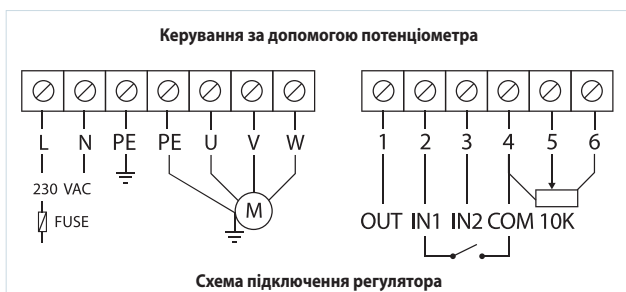 Керування за допомогою потенціометра
L N PE PE U V W 1 2 3 4 5 6
230 VAC
FUSE
M
OUT IN1 IN2 COM 10K
Схема підключення регулятора